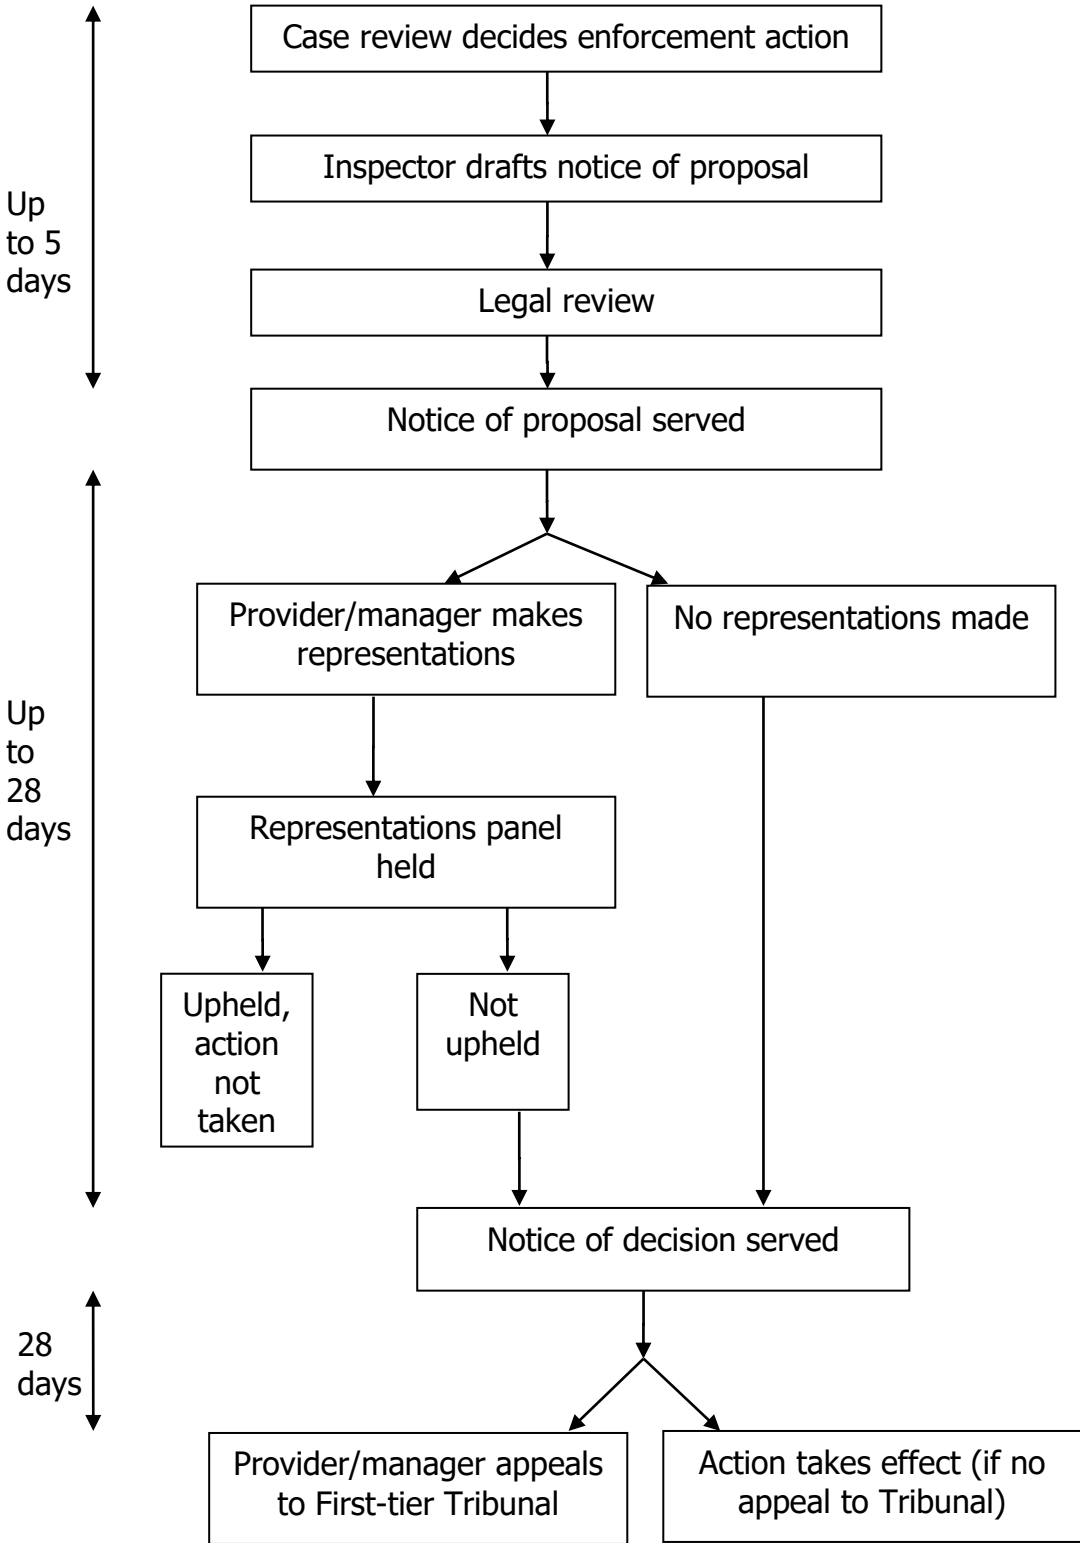 Case review decides enforcement action
Inspector drafts notice of proposal
Up
to 5
days
Legal review
Notice of proposal served
Provider/manager makes
representations
No representations made
Up
to
28
days
Representations panel
held
Upheld,
action
not
taken
Not
upheld
Notice of decision served
28
days
Provider/manager appeals
to First-tier Tribunal
Action takes effect (if no
appeal to Tribunal)